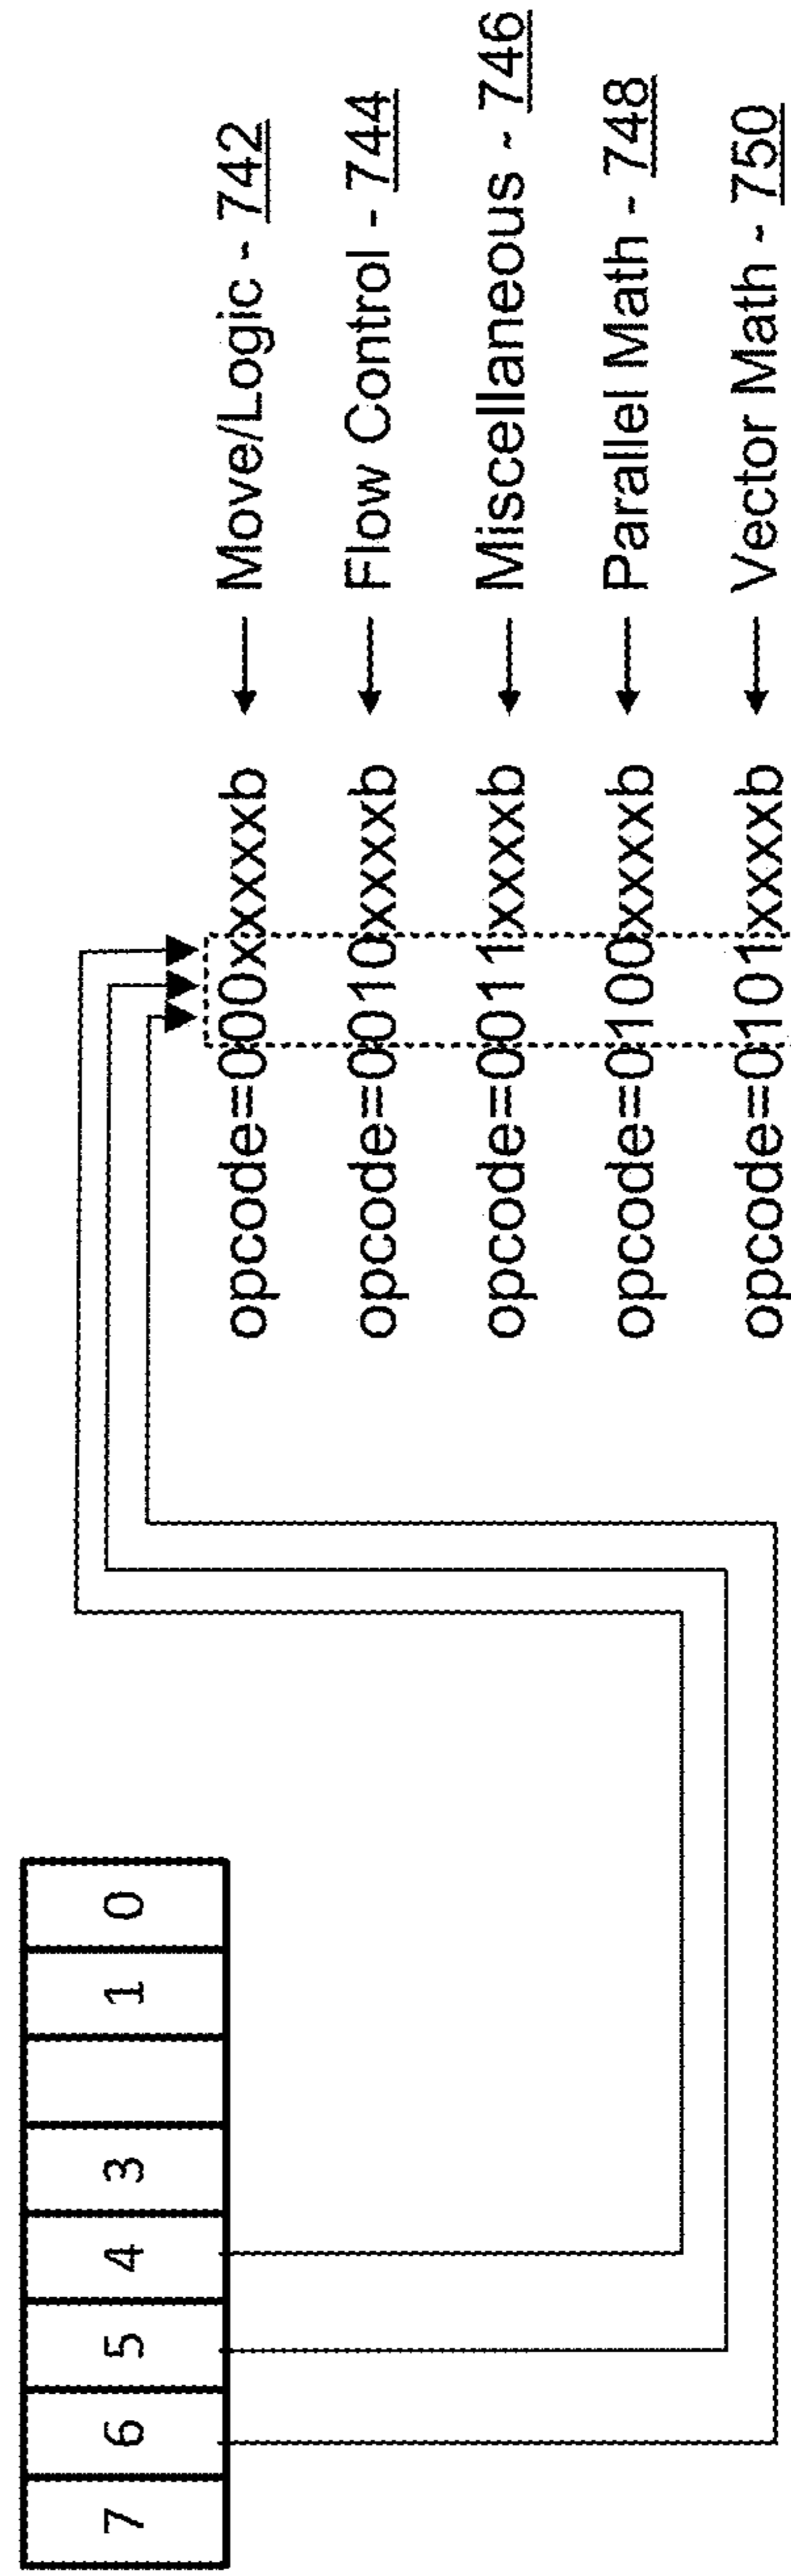 7 6 5 4 3 1 0
opcode=000xxxxxb ← Move/Logic - 742
opcode=0010xxxxb ← Flow Control - 744
opcode=0011xxxxb ← Miscellaneous - 746
opcode=0100xxxxb ← Parallel Math - 748
opcode=0101xxxxb ← Vector Math - 750